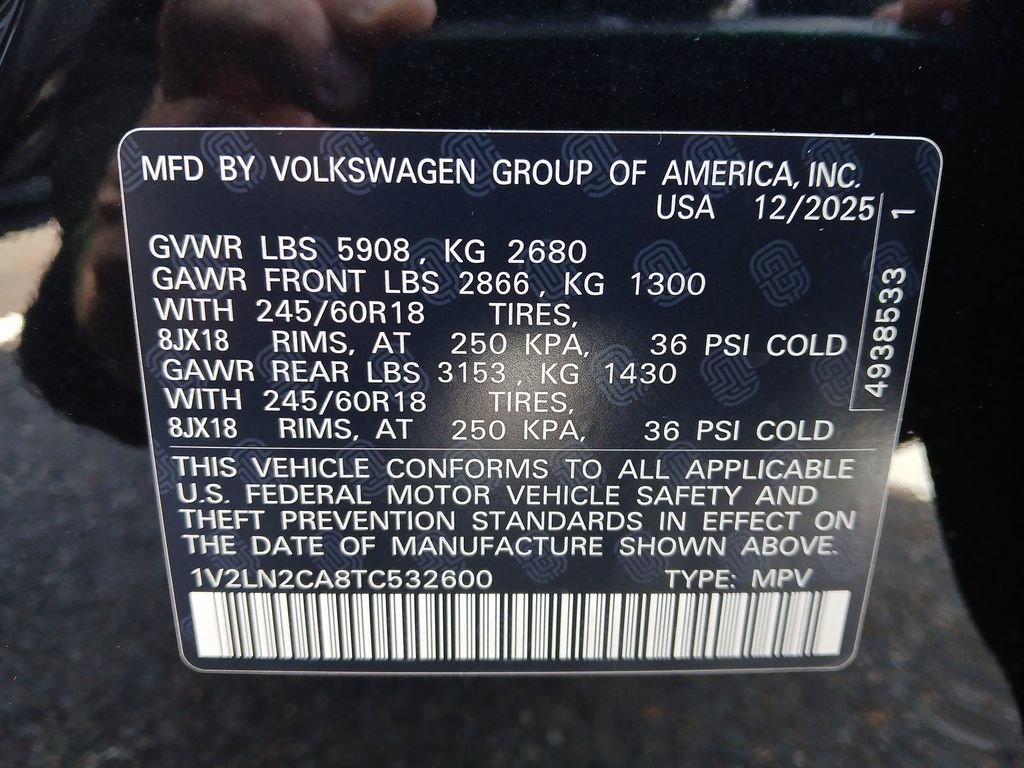 MFD BY VOLKSWAGEN GROUP OF AMERICA, INC.
USA 12/2025
GVWR LBS 5908, KG 2680
GAWR FRONT LBS 2866, KG 1300
WITH 245/60R18 TIRES,
8JX18 RIMS, AT 250 KPA, 36 PSI COLD
GAWR REAR LBS 3153, KG 1430
WITH 245/60R18 TIRES,
8JX18 RIMS, AT 250 KPA, 36 PSI COLD
4938533 1
THIS VEHICLE CONFORMS TO ALL APPLICABLE
U.S. FEDERAL MOTOR VEHICLE SAFETY AND
THEFT PREVENTION STANDARDS IN EFFECT ON
THE DATE OF MANUFACTURE SHOWN ABOVE.
1V2LN2CA8TC532600 TYPE: MPV